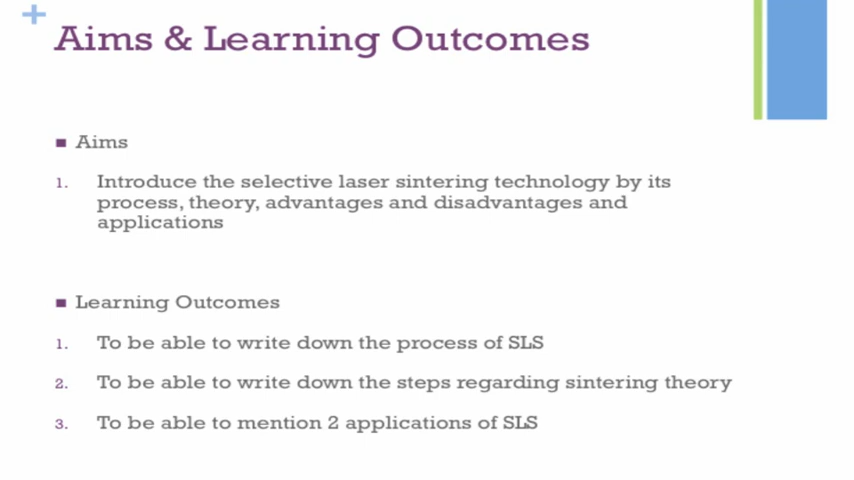 +
Aims & Learning Outcomes
■ Aims
1. Introduce the selective laser sintering technology by its
process, theory, advantages and disadvantages and
applications
■ Learning Outcomes
1. To be able to write down the process of SLS
2. To be able to write down the steps regarding sintering theory
3. To be able to mention 2 applications of SLS